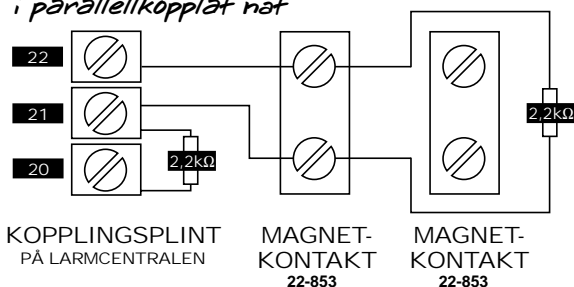 i parallellkopplat nät
22
21
20
2,2kΩ
2,2kΩ
KOPPLINGSPLINT
PÅ LARMCENTRALEN
MAGNET-
KONTAKT
22-853
MAGNET-
KONTAKT
22-853